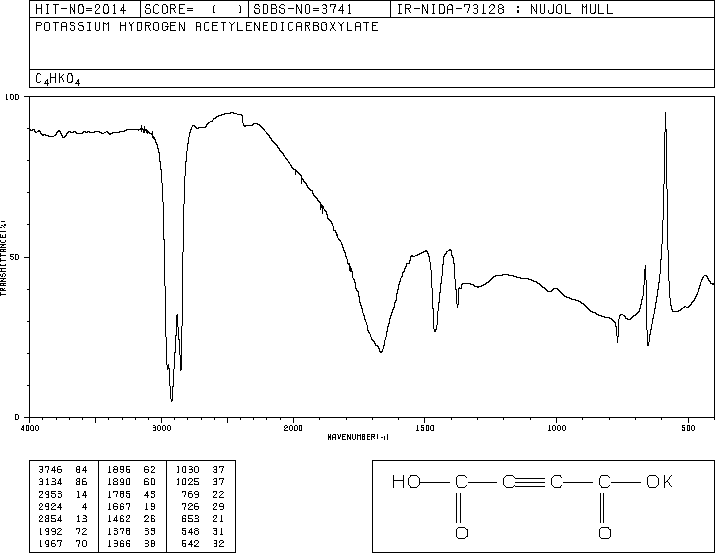 HIT-NO=2014 SCORE= ( ) SDBS-NO=3741 IR-NIDA-73128 : NUJOL MULL
POTASSIUM HYDROGEN ACETYLENEDICARBOXYLATE
C4HKO4
100
50
0
TRANSMITTANCE(%)
4000 3000 2000 1500 1000 500
WAVENUMBER(-1)
3746 84 1896 62 1030 37
3134 86 1890 60 1025 37
2953 14 1785 45 769 22
2924 4 1667 19 726 29
2854 13 1462 26 653 21
1992 72 1378 35 548 31
1967 70 1366 38 542 32
HO C C C C OK
O O